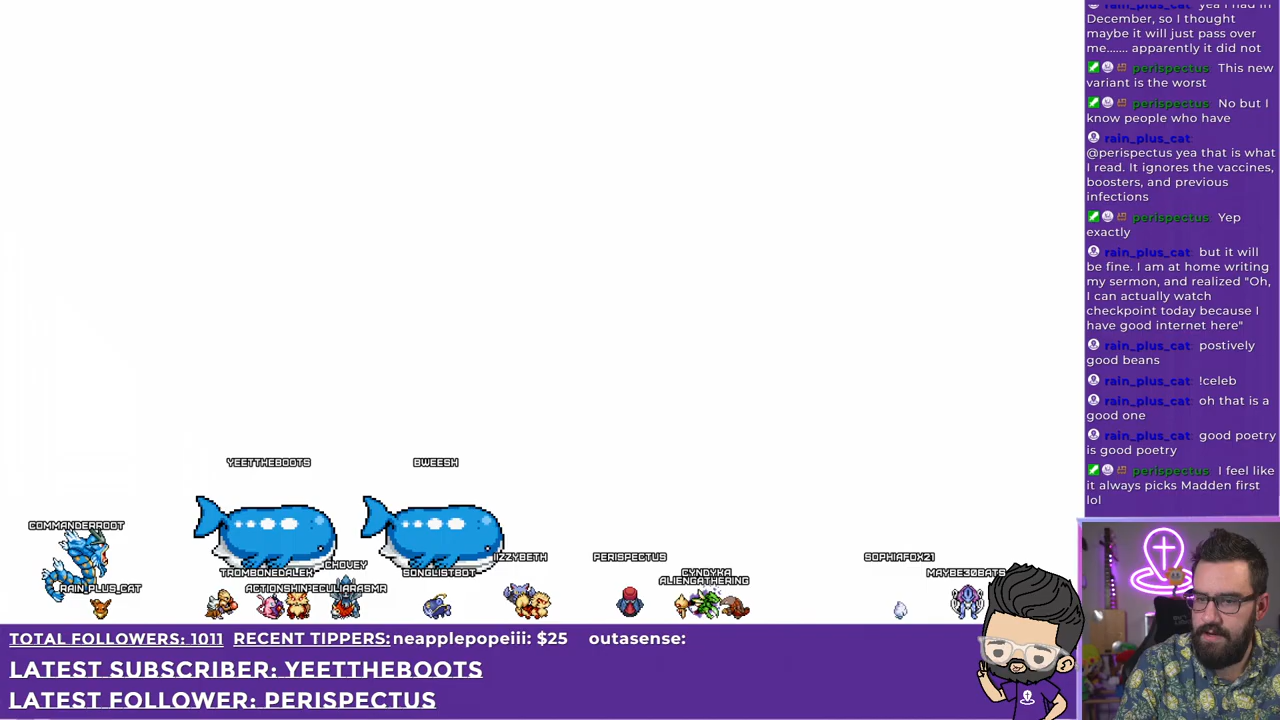 rain_plus_cat: yea I had in
December, so I thought
maybe it will just pass over
me....... apparently it did not
perispectus: This new
variant is the worst
perispectus: No but I
know people who have
rain_plus_cat:
@perispectus yea that is what
I read. It ignores the vaccines,
boosters, and previous
infections
perispectus: Yep
exactly
rain_plus_cat: but it will
be fine. I am at home writing
my sermon, and realized "Oh,
I can actually watch
checkpoint today because I
have good internet here"
rain_plus_cat: postively
good beans
rain_plus_cat: !celeb
rain_plus_cat: oh that is a
good one
rain_plus_cat: good poetry
is good poetry
perispectus: I feel like
it always picks Madden first
lol
YEETTHEBOOTS
BWEESH
COMMANDERROOT
RAIN_PLUS_CAT
TROMBONEDALEK
CHOVEY
SONGLISTBOT
IZZYBETH
PERISPECTUS
CYNDYKA
ALIENGATHERING
SOPHIAFOX21
MAYBE30BATS
TOTAL FOLLOWERS: 1011 RECENT TIPPERS: neapplepopeiii: $25 outasense:
LATEST SUBSCRIBER: YEETTHEBOOTS
LATEST FOLLOWER: PERISPECTUS